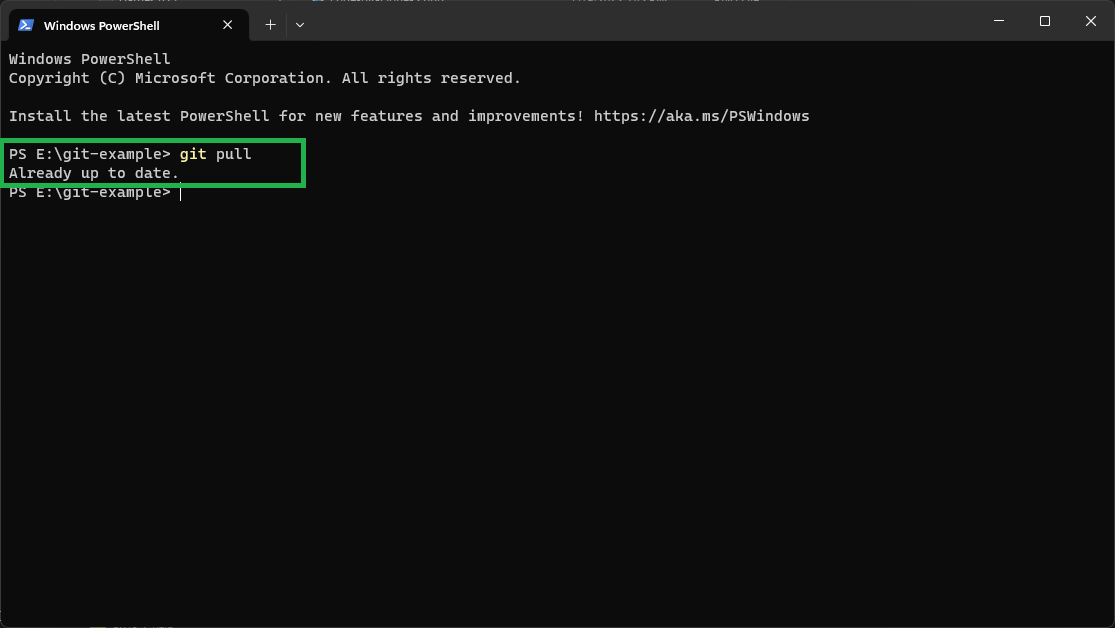 Windows PowerShell
Windows PowerShell
Copyright (C) Microsoft Corporation. All rights reserved.
Install the latest PowerShell for new features and improvements! https://aka.ms/PSWindows
PS E:\git-example> git pull
Already up to date.
PS E:\git-example>